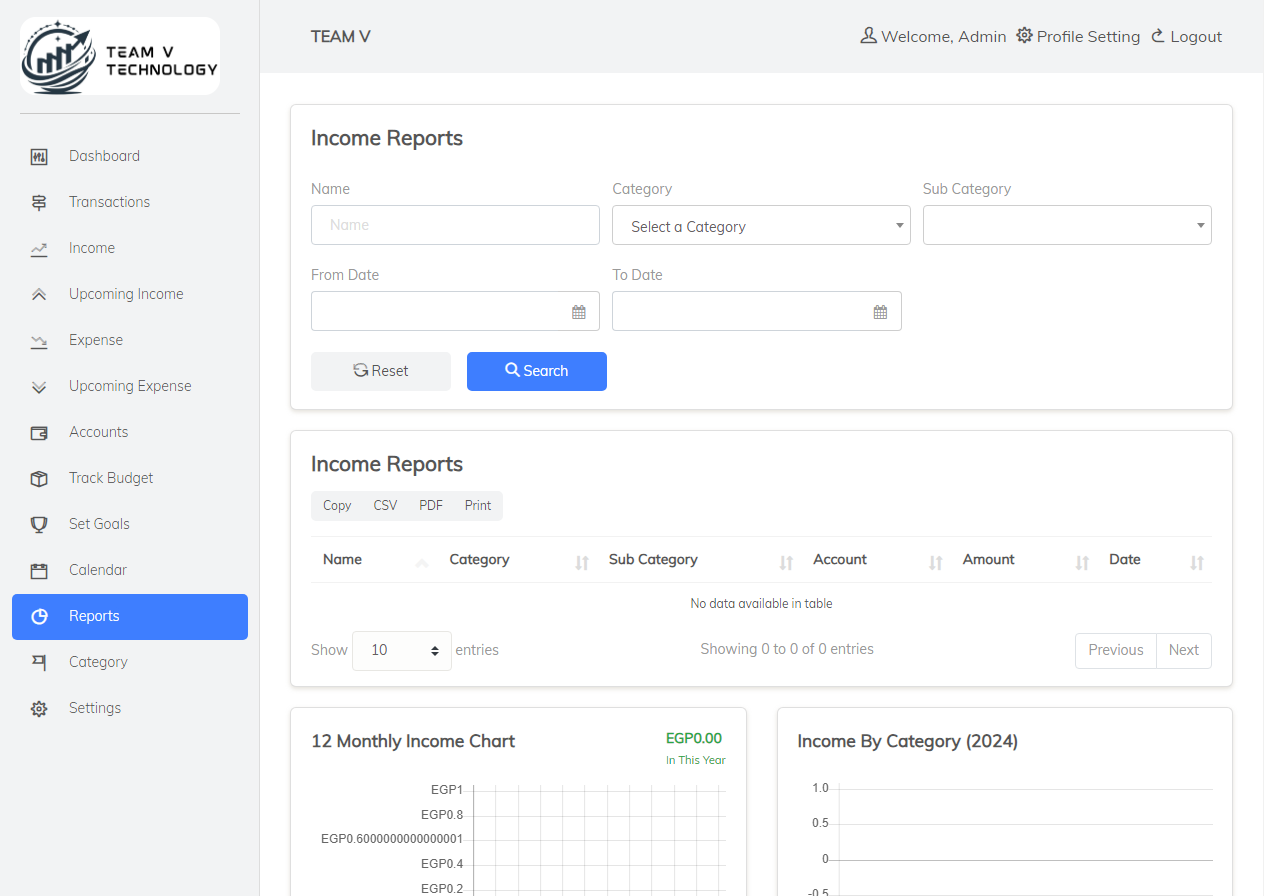 TEAM V
TECHNOLOGY
TEAM V
Welcome, Admin Profile Setting Logout
Dashboard
Transactions
Income
Upcoming Income
Expense
Upcoming Expense
Accounts
Track Budget
Set Goals
Calendar
Reports
Category
Settings
Income Reports
Name Category Sub Category
Name Select a Category
From Date To Date
Reset Search
Income Reports
Copy CSV PDF Print
Name Category Sub Category Account Amount Date
No data available in table
Show 10 entries Showing 0 to 0 of 0 entries Previous Next
12 Monthly Income Chart EGP0.00
In This Year
EGP1
EGP0.8
EGP0.6000000000000001
EGP0.4
EGP0.2
Income By Category (2024)
1.0
0.5
0
-0.5